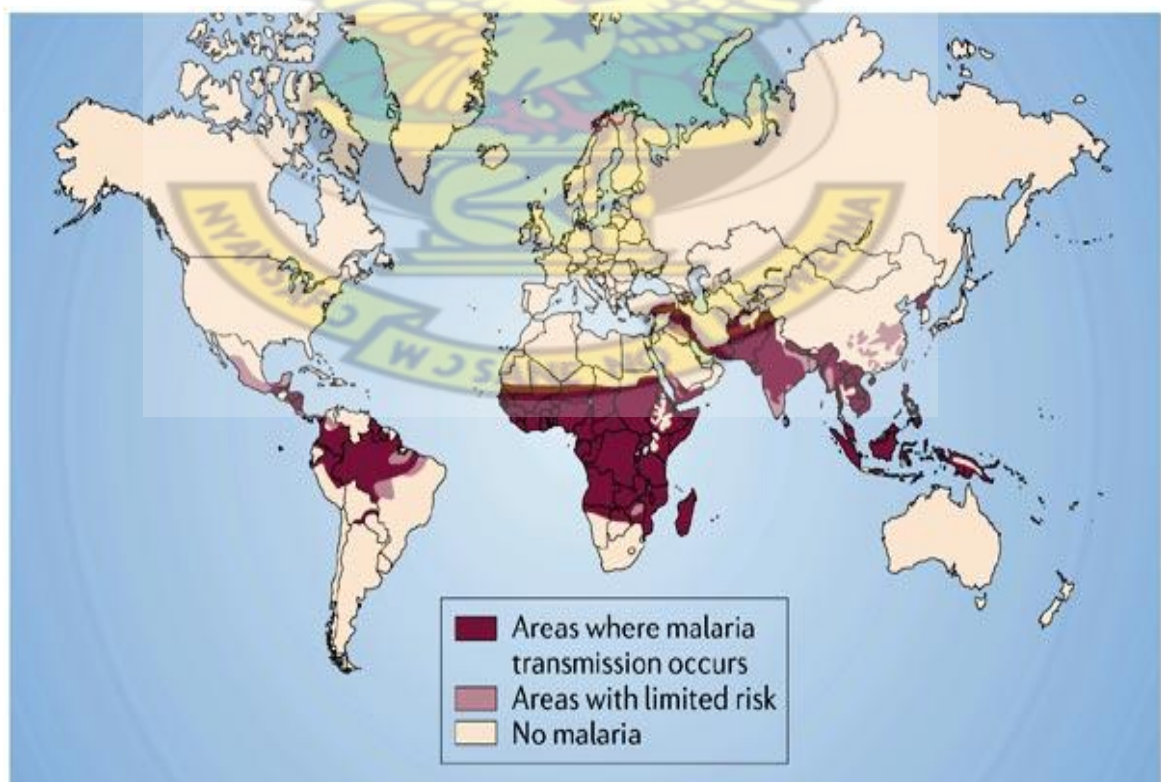 Areas where malaria
transmission occurs
Areas with limited risk
No malaria